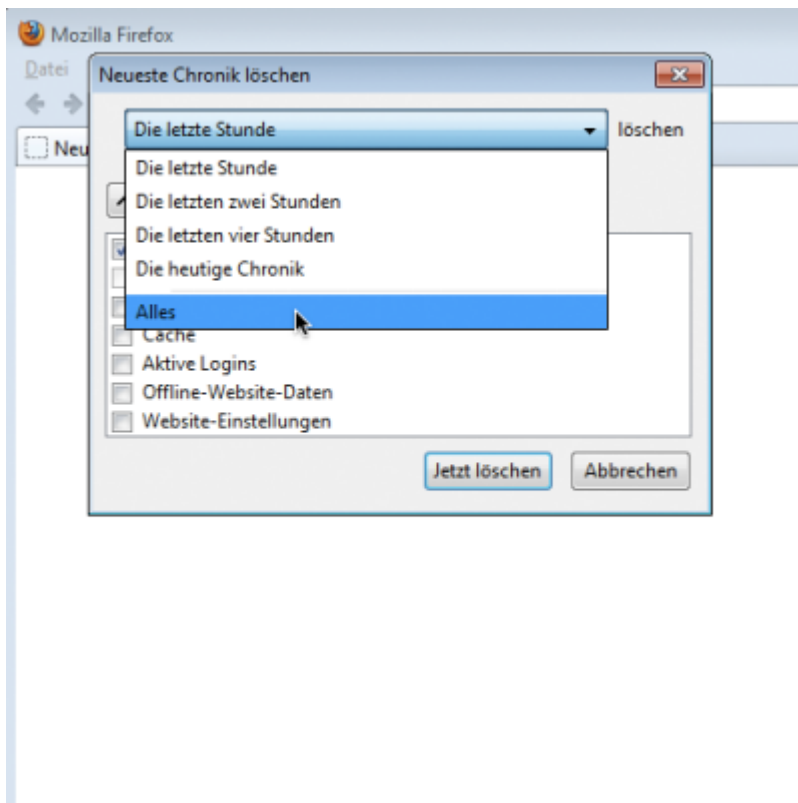 Mozilla Firefox
Datei
Neueste Chronik löschen
Die letzte Stunde löschen
Neu
Die letzte Stunde
Die letzten zwei Stunden
Die letzten vier Stunden
Die heutige Chronik
Alles
Cache
Aktive Logins
Offline-Website-Daten
Website-Einstellungen
Jetzt löschen Abbrechen